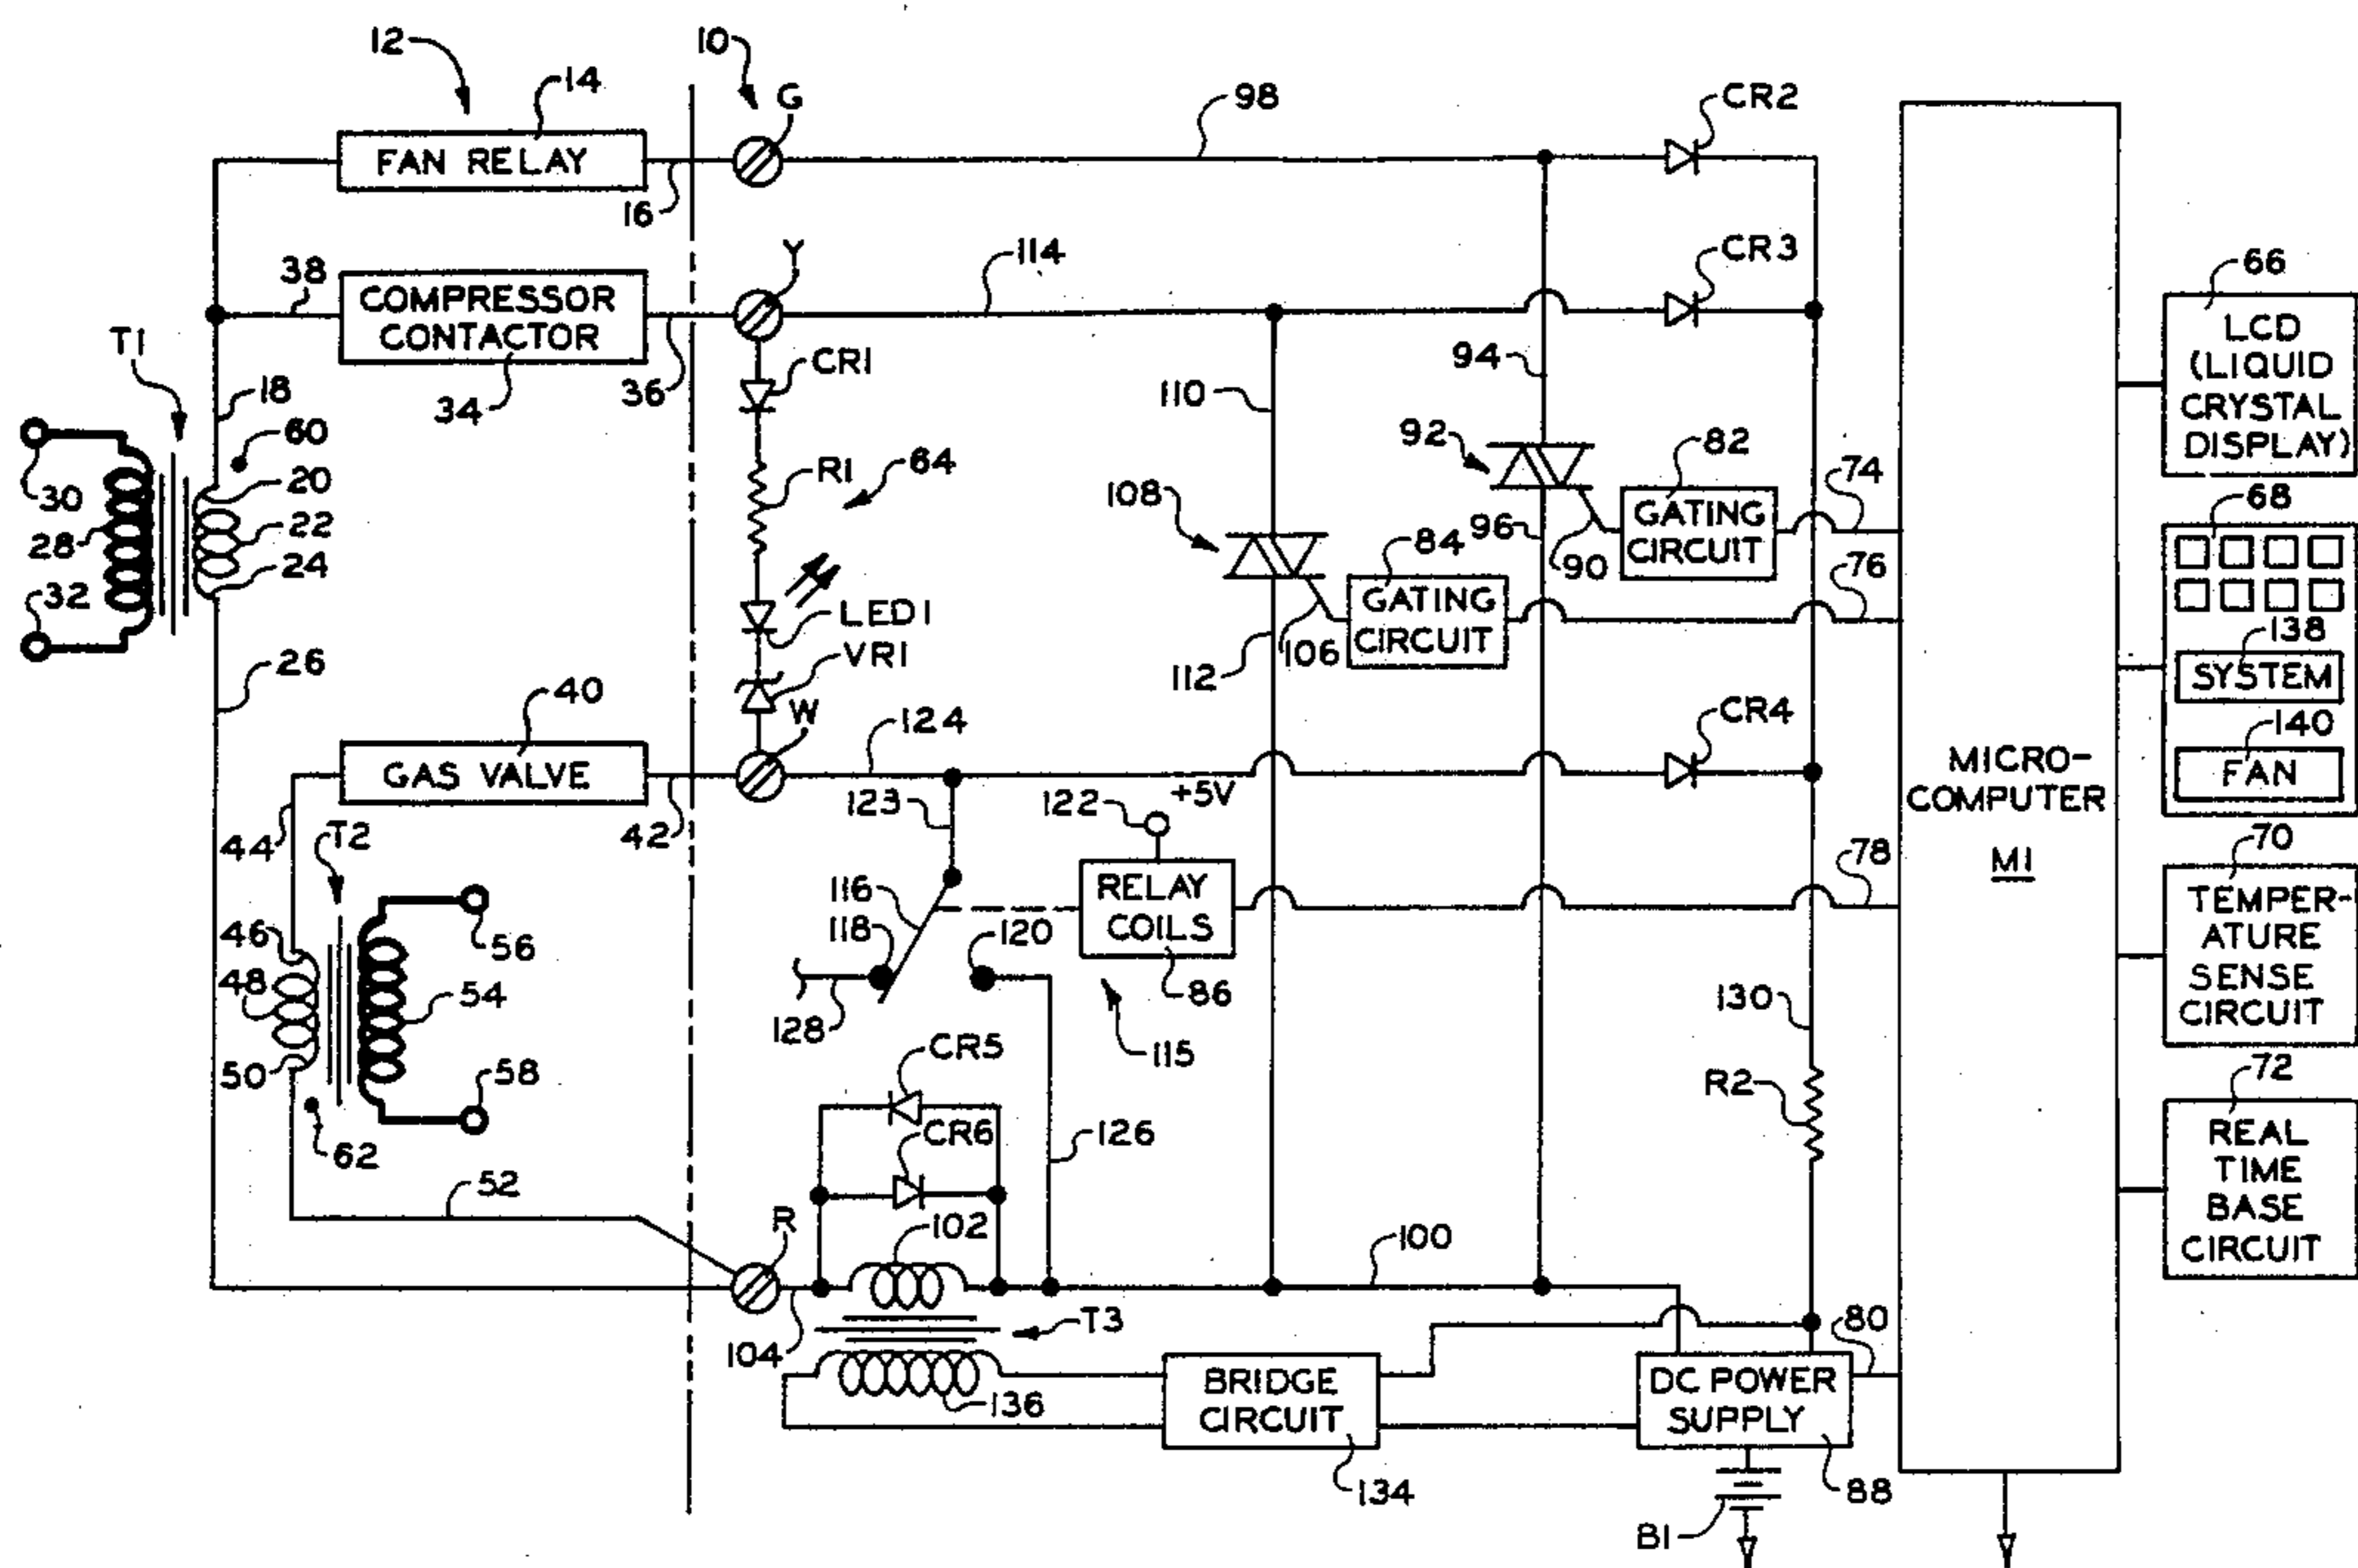 12
10
14
G
98
CR2
FAN RELAY
16
Y
114
CR3
66
38
COMPRESSOR
CONTACTOR
LCD
(LIQUID
CRYSTAL
DISPLAY)
T1
CR1
94
18
34
36
110
60
92
82
30
20
R1
64
108
74
68
28
22
96
GATING
CIRCUIT
24
84
90
76
32
LED1
GATING
CIRCUIT
138
VR1
106
SYSTEM
26
40
W
112
CR4
140
124
GAS VALVE
MICRO-
COMPUTER
M1
FAN
123
122
+5V
42
44
T2
70
116
RELAY
COILS
78
TEMPER-
ATURE
SENSE
CIRCUIT
46
56
118
120
48
54
86
128
130
CR5
115
50
58
R2
72
CR6
126
REAL
TIME
BASE
CIRCUIT
62
52
R
102
100
104
T3
80
BRIDGE
CIRCUIT
DC POWER
SUPPLY
136
134
88
B1